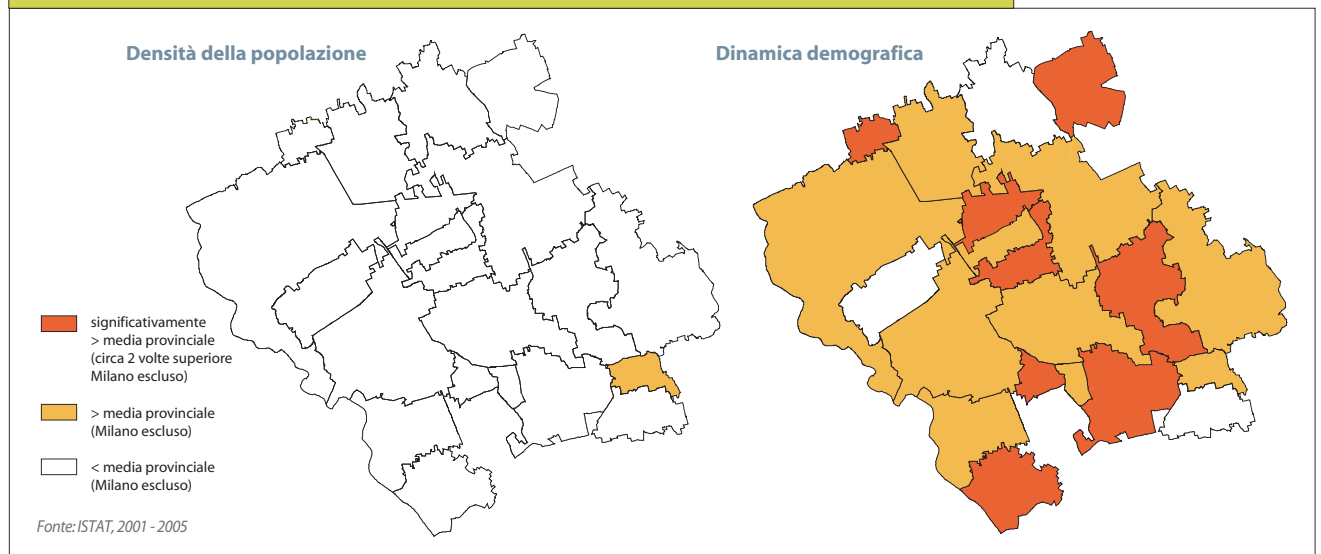 Densità della popolazione
Dinamica demografica
significativamente
> media provinciale
(circa 2 volte superiore
Milano escluso)
> media provinciale
(Milano escluso)
< media provinciale
(Milano escluso)
Fonte: ISTAT, 2001 - 2005